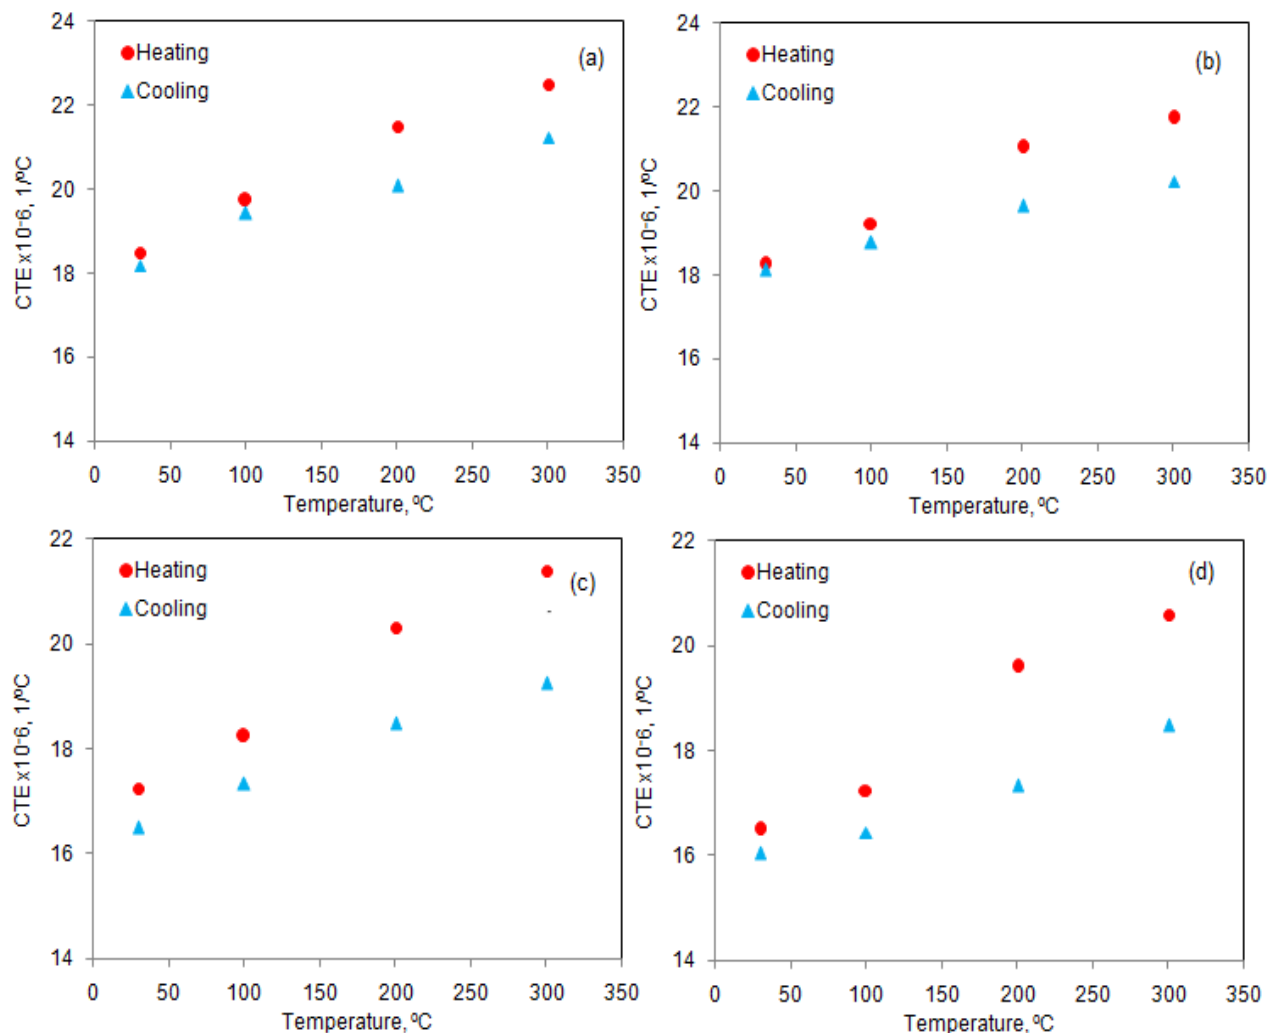 24
22
20
18
16
14
CTE x10-6, 1/ºC
Heating
Cooling
(a)
0 50 100 150 200 250 300 350
Temperature, ºC
24
22
20
18
16
14
CTE x10-6, 1/ºC
Heating
Cooling
(b)
0 50 100 150 200 250 300 350
Temperature, ºC
22
20
18
16
14
CTE x10-6, 1/ºC
Heating
Cooling
(c)
0 50 100 150 200 250 300 350
Temperature, ºC
22
20
18
16
14
CTE x10-6, 1/ºC
Heating
Cooling
(d)
0 50 100 150 200 250 300 350
Temperature, ºC